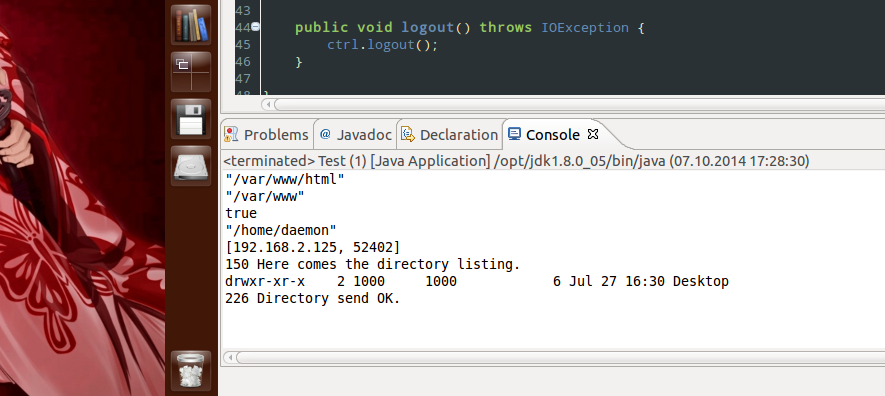 43
44 public void logout() throws IOException {
45 ctrl.logout();
46 }
47
48 }
Problems @ Javadoc Declaration Console
<terminated> Test (1) [Java Application] /opt/jdk1.8.0_05/bin/java (07.10.2014 17:28:30)
"/var/www/html"
"/var/www"
true
"/home/daemon"
[192.168.2.125, 52402]
150 Here comes the directory listing.
drwxr-xr-x    2 1000     1000            6 Jul 27 16:30 Desktop
226 Directory send OK.